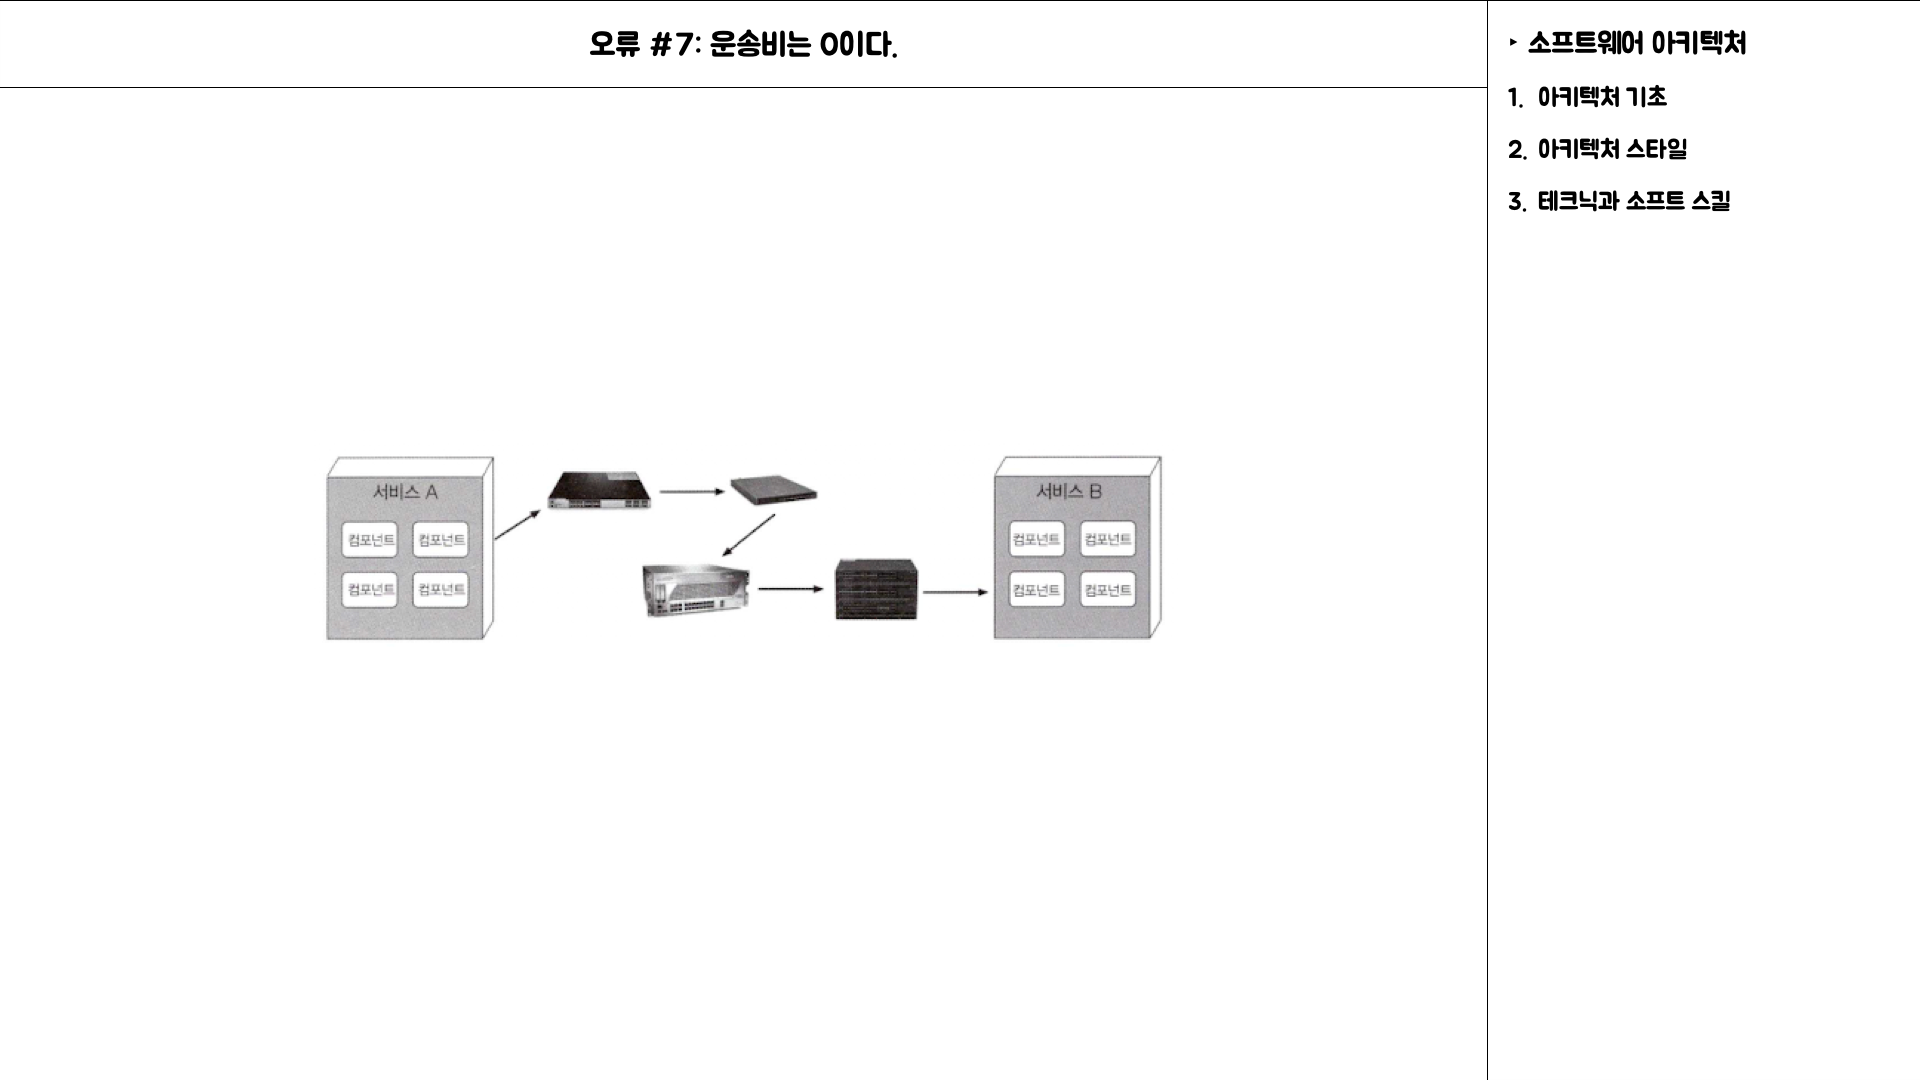 오류 #7: 운송비는 0이다.
서비스 A
컴포넌트 컴포넌트
컴포넌트 컴포넌트
서비스 B
컴포넌트 컴포넌트
컴포넌트 컴포넌트
‣ 소프트웨어 아키텍처
1. 아키텍처 기초
2. 아키텍처 스타일
3. 테크닉과 소프트 스킬